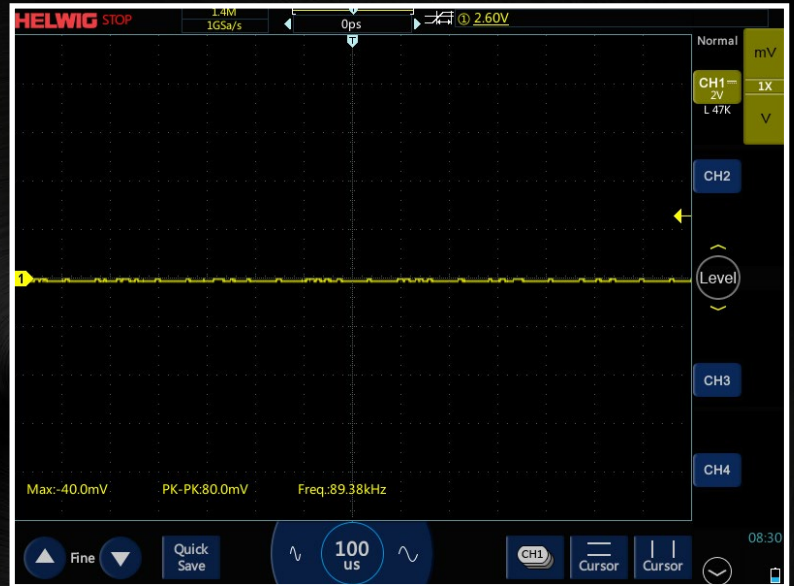 HELWIG STOP
1.4M
1GSa/s
0ps
T
① 2.60V
Normal
mV
CH1
2V
1X
L 47K
V
CH2
1
Level
CH3
CH4
Max:-40.0mV PK-PK:80.0mV Freq.:89.38kHz
Fine
Quick
Save
100
us
CH1
Cursor
Cursor
08:30